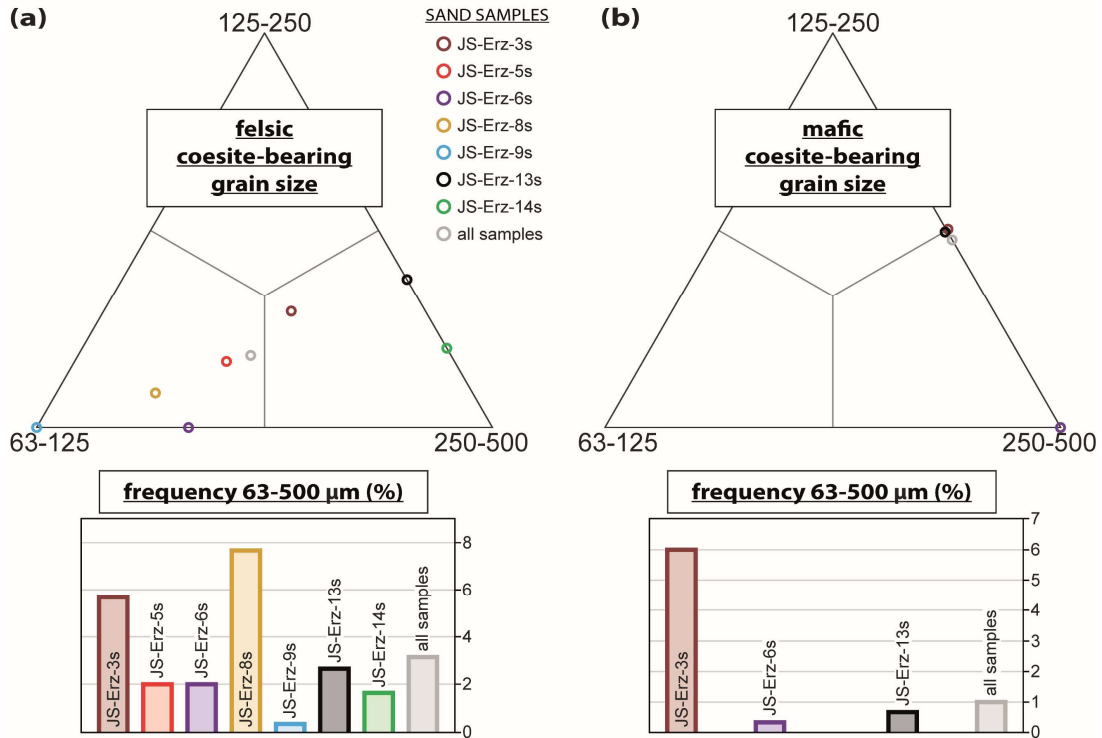 (a)
125-250
felsic
coesite-bearing
grain size
63-125
250-500
SAND SAMPLES
JS-Erz-3s
JS-Erz-5s
JS-Erz-6s
JS-Erz-8s
JS-Erz-9s
JS-Erz-13s
JS-Erz-14s
all samples
(b)
125-250
mafic
coesite-bearing
grain size
63-125
250-500
frequency 63-500 µm (%)
8
6
4
2
0
JS-Erz-3s
JS-Erz-5s
JS-Erz-6s
JS-Erz-8s
JS-Erz-9s
JS-Erz-13s
JS-Erz-14s
all samples
frequency 63-500 µm (%)
7
6
5
4
3
2
1
0
JS-Erz-3s
JS-Erz-6s
JS-Erz-13s
all samples